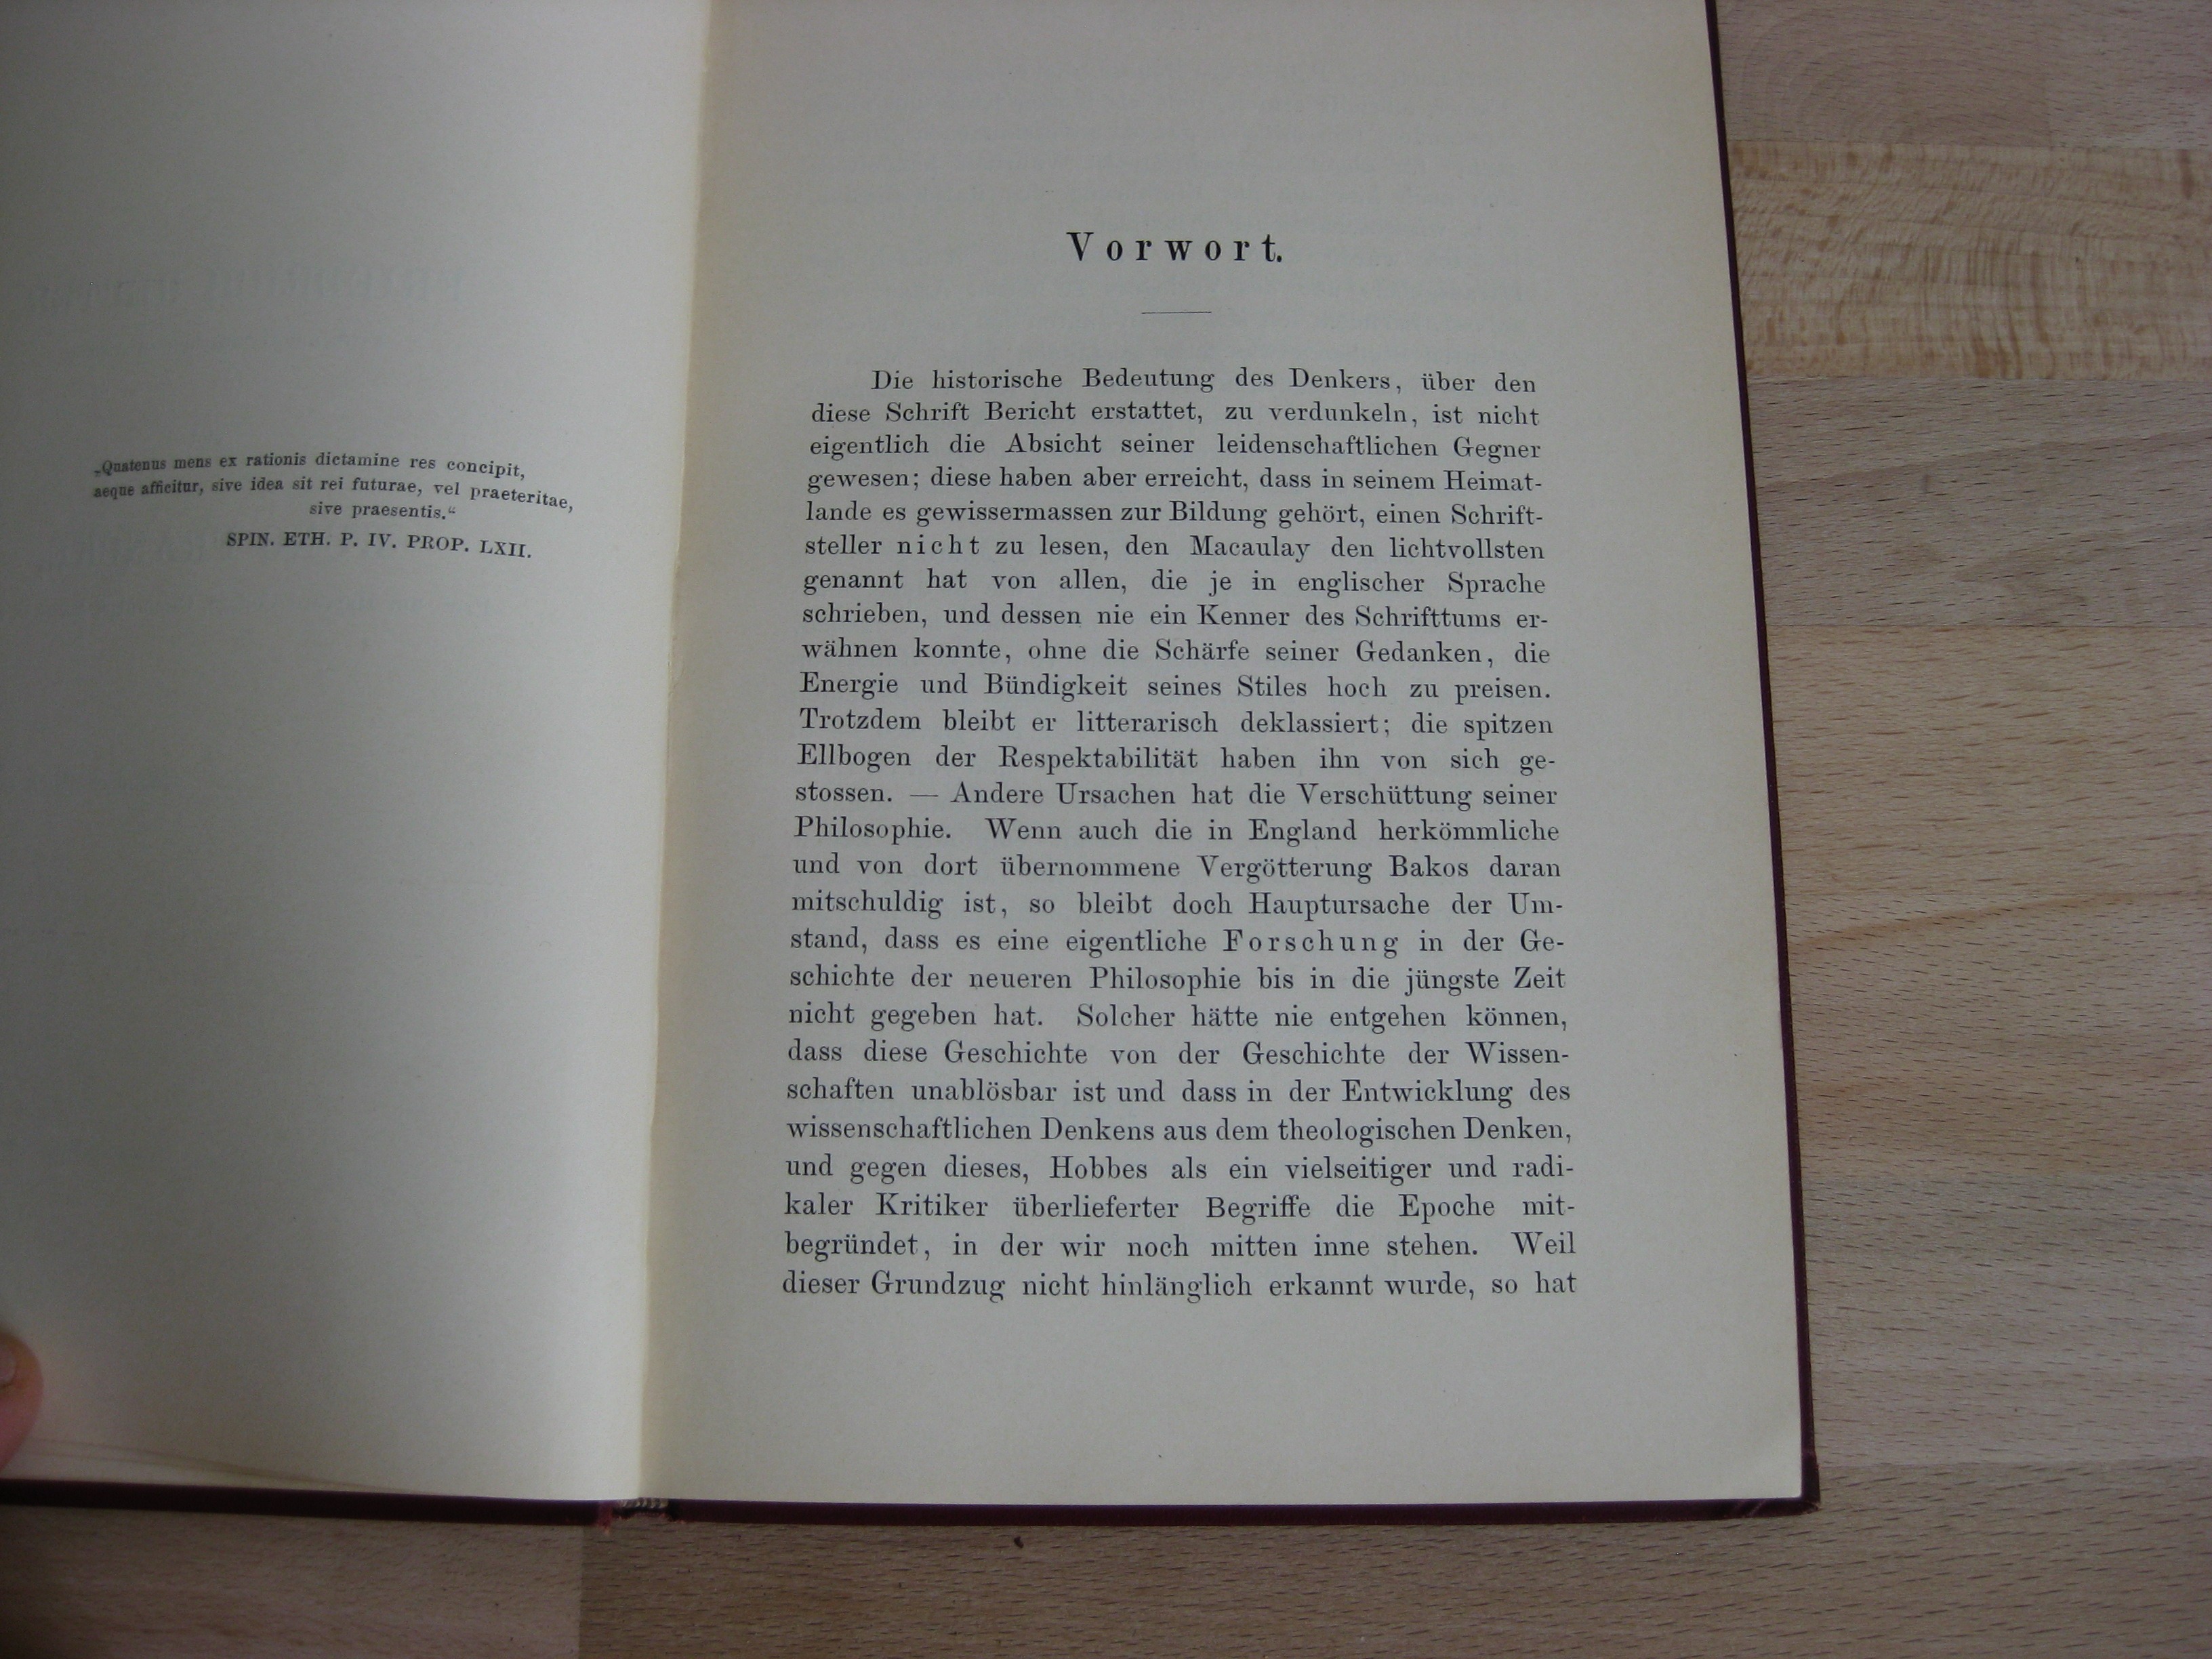 „Quatenus mens ex rationis dictamine res concipit,
aeque afficitur, sive idea sit rei futurae, vel praeteritae,
sive praesentis.“
SPIN. ETH. P. IV. PROP. LXII.
Vorwort.
Die historische Bedeutung des Denkers, über den
diese Schrift Bericht erstattet, zu verdunkeln, ist nicht
eigentlich die Absicht seiner leidenschaftlichen Gegner
gewesen; diese haben aber erreicht, dass in seinem Heimat-
lande es gewissermassen zur Bildung gehört, einen Schrift-
steller nicht zu lesen, den Macaulay den lichtvollsten
genannt hat von allen, die je in englischer Sprache
schrieben, und dessen nie ein Kenner des Schrifttums er-
wähnen konnte, ohne die Schärfe seiner Gedanken, die
Energie und Bündigkeit seines Stiles hoch zu preisen.
Trotzdem bleibt er litterarisch deklassiert; die spitzen
Ellbogen der Respektabilität haben ihn von sich ge-
stossen. — Andere Ursachen hat die Verschüttung seiner
Philosophie. Wenn auch die in England herkömmliche
und von dort übernommene Vergötterung Bakos daran
mitschuldig ist, so bleibt doch Hauptursache der Um-
stand, dass es eine eigentliche Forschung in der Ge-
schichte der neueren Philosophie bis in die jüngste Zeit
nicht gegeben hat. Solcher hätte nie entgehen können,
dass diese Geschichte von der Geschichte der Wissen-
schaften unablösbar ist und dass in der Entwicklung des
wissenschaftlichen Denkens aus dem theologischen Denken,
und gegen dieses, Hobbes als ein vielseitiger und radi-
kaler Kritiker überlieferter Begriffe die Epoche mit-
begründet, in der wir noch mitten inne stehen. Weil
dieser Grundzug nicht hinlänglich erkannt wurde, so hat